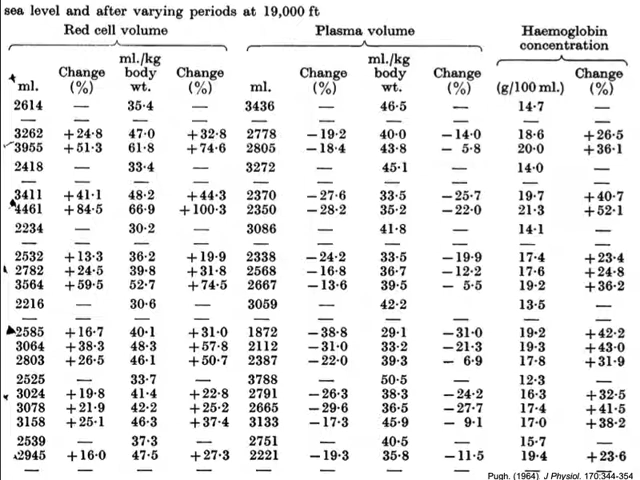 sea level and after varying periods at 19,000 ft
Red cell volume Plasma volume Haemoglobin
concentration
ml./kg ml./kg
Change body Change Change body Change Change
ml. (%) wt. (%) ml. (%) wt. (%) (g/100 ml.) (%)
2614 — 35·4 — 3436 — 46·5 — 14·7 —
— — — — — — — — — —
3262 +24·8 47·0 +32·8 2778 −19·2 40·0 −14·0 18·6 +26·5
3955 +51·3 61·8 +74·6 2805 −18·4 43·8 − 5·8 20·0 +36·1
2418 — 33·4 — 3272 — 45·1 — 14·0 —
— — — — — — — — — —
3411 +41·1 48·2 +44·3 2370 −27·6 33·5 −25·7 19·7 +40·7
4461 +84·5 66·9 +100·3 2350 −28·2 35·2 −22·0 21·3 +52·1
2234 — 30·2 — 3086 — 41·8 — 14·1 —
— — — — — — — — — —
2532 +13·3 36·2 +19·9 2338 −24·2 33·5 −19·9 17·4 +23·4
2782 +24·5 39·8 +31·8 2568 −16·8 36·7 −12·2 17·6 +24·8
3564 +59·5 52·7 +74·5 2667 −13·6 39·5 − 5·5 19·2 +36·2
2216 — 30·6 — 3059 — 42·2 — 13·5 —
— — — — — — — — — —
2585 +16·7 40·1 +31·0 1872 −38·8 29·1 −31·0 19·2 +42·2
3064 +38·3 48·3 +57·8 2112 −31·0 33·2 −21·3 19·3 +43·0
2803 +26·5 46·1 +50·7 2387 −22·0 39·3 − 6·9 17·8 +31·9
2525 — 33·7 — 3788 — 50·5 — 12·3 —
3024 +19·8 41·4 +22·8 2791 −26·3 38·3 −24·2 16·3 +32·5
3078 +21·9 42·2 +25·2 2665 −29·6 36·5 −27·7 17·4 +41·5
3158 +25·1 46·3 +37·4 3133 −17·3 45·9 − 9·1 17·0 +38·2
2539 — 37·3 — 2751 — 40·5 — 15·7 —
2945 +16·0 47·5 +27·3 2221 −19·3 35·8 −11·5 19·4 +23·6
— — — — — — — — — —
Pugh. (1964) J Physiol. 170:344-354